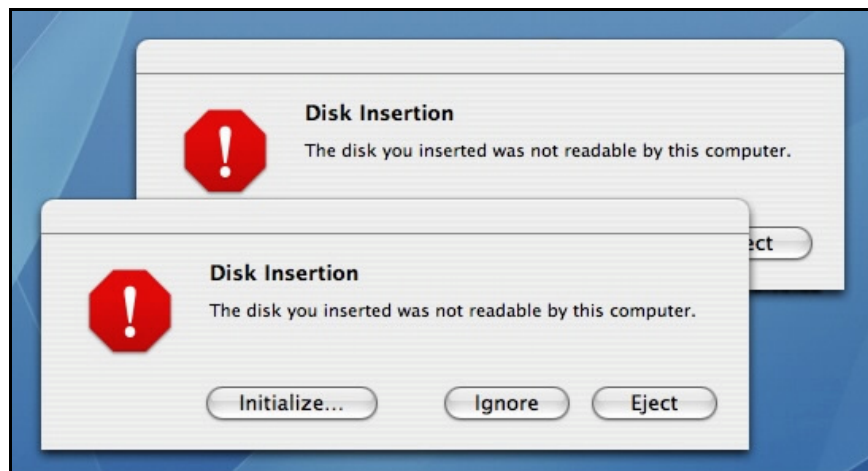 Disk Insertion
The disk you inserted was not readable by this computer.
Disk Insertion
The disk you inserted was not readable by this computer.
Initialize... Ignore Eject